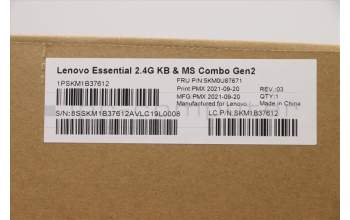 Lenovo Essential 2.4G KB & MS Combo Gen2
1PSKM1B37612
FRU P/N:5KM0U87671
Print:PMX 2021-09-20 REV.:03
MFG:PMX 2021-09-20 QTY:1
Manufactured for Lenovo Made in China
S/N:8SSKM1B37612AVLC19L0008
LC P/N:SKM1B37612